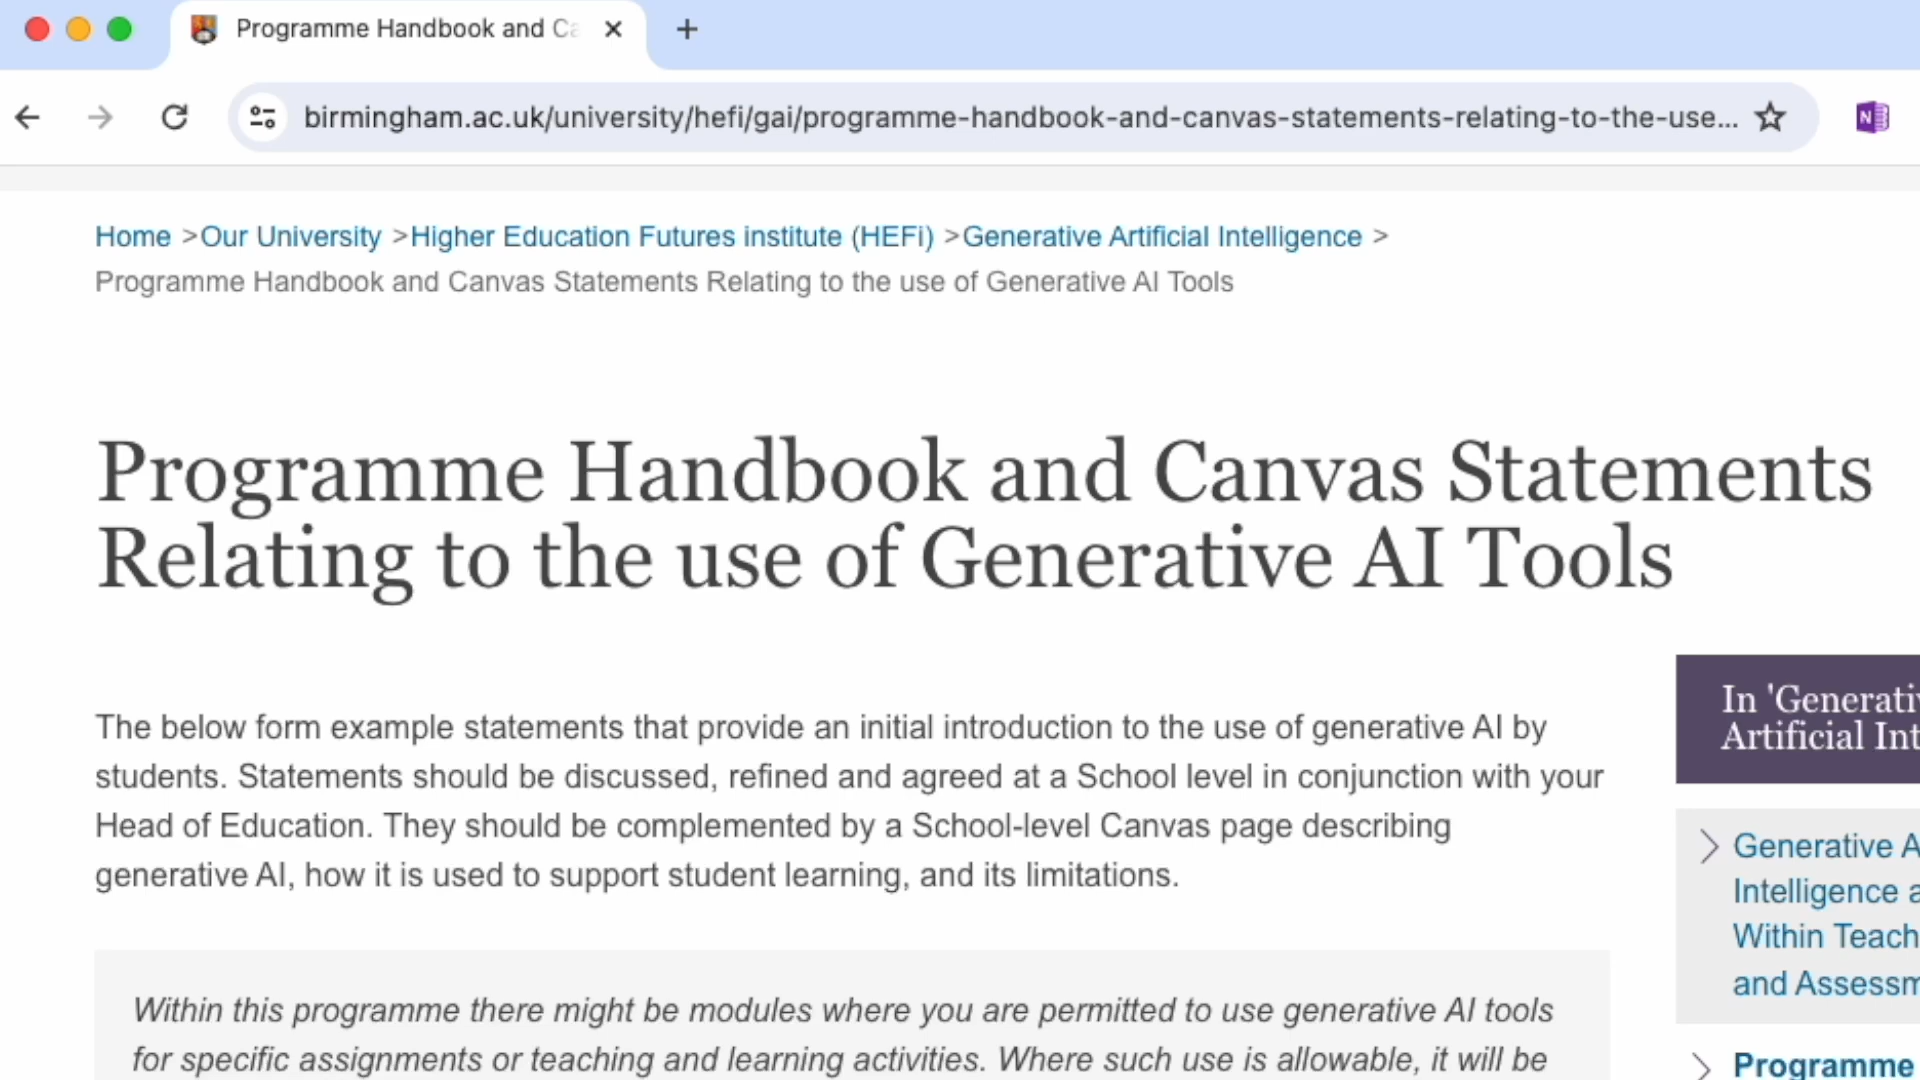 Programme Handbook and Ca
birmingham.ac.uk/university/hefi/gai/programme-handbook-and-canvas-statements-relating-to-the-use...
N
Home >Our University >Higher Education Futures institute (HEFi) >Generative Artificial Intelligence >
Programme Handbook and Canvas Statements Relating to the use of Generative AI Tools
Programme Handbook and Canvas Statements
Relating to the use of Generative AI Tools
The below form example statements that provide an initial introduction to the use of generative AI by
students. Statements should be discussed, refined and agreed at a School level in conjunction with your
Head of Education. They should be complemented by a School-level Canvas page describing
generative AI, how it is used to support student learning, and its limitations.
Within this programme there might be modules where you are permitted to use generative AI tools
for specific assignments or teaching and learning activities. Where such use is allowable, it will be
In 'Generativ
Artificial Int
Generative A
Intelligence a
Within Teach
and Assessm
Programme